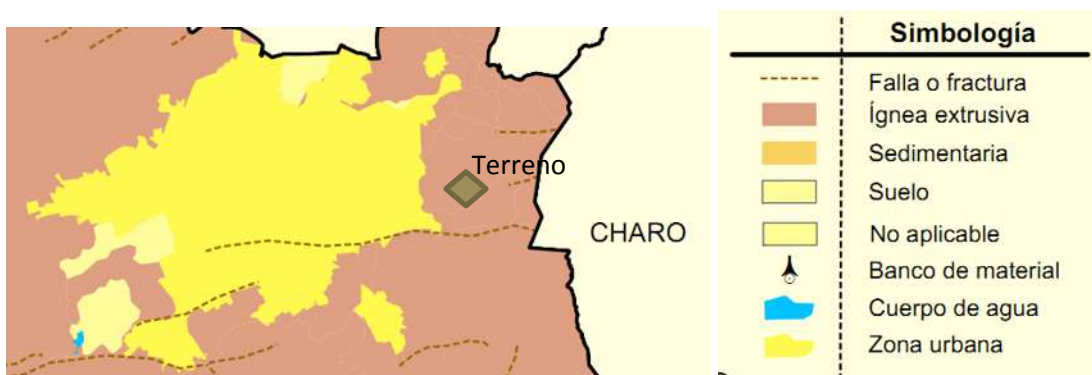 Terreno
CHARO
Simbología
Falla o fractura
Ígnea extrusiva
Sedimentaria
Suelo
No aplicable
Banco de material
Cuerpo de agua
Zona urbana